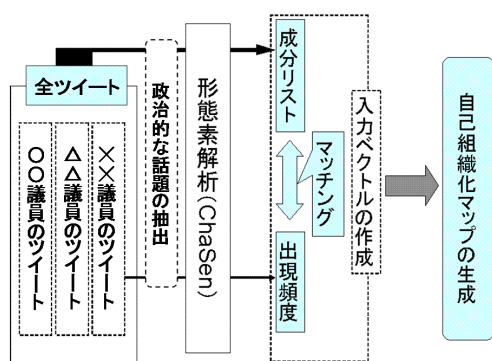 全ツイート
○○議員のツイート
△△議員のツイート
××議員のツイート
政治的な話題の抽出
形態素解析(ChaSen)
成分リスト
マッチング
出現頻度
入力ベクトルの作成
自己組織化マップの生成